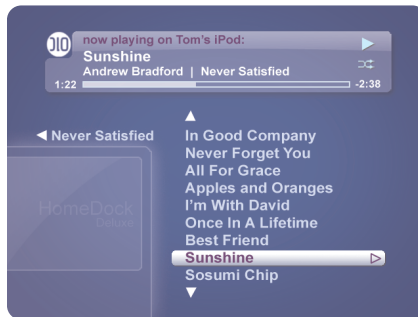 now playing on Tom's iPod:
Sunshine
Andrew Bradford | Never Satisfied
1:22 -2:38
Never Satisfied
In Good Company
Never Forget You
All For Grace
Apples and Oranges
I'm With David
Once In A Lifetime
Best Friend
Sunshine
Sosumi Chip
HomeDock
Deluxe